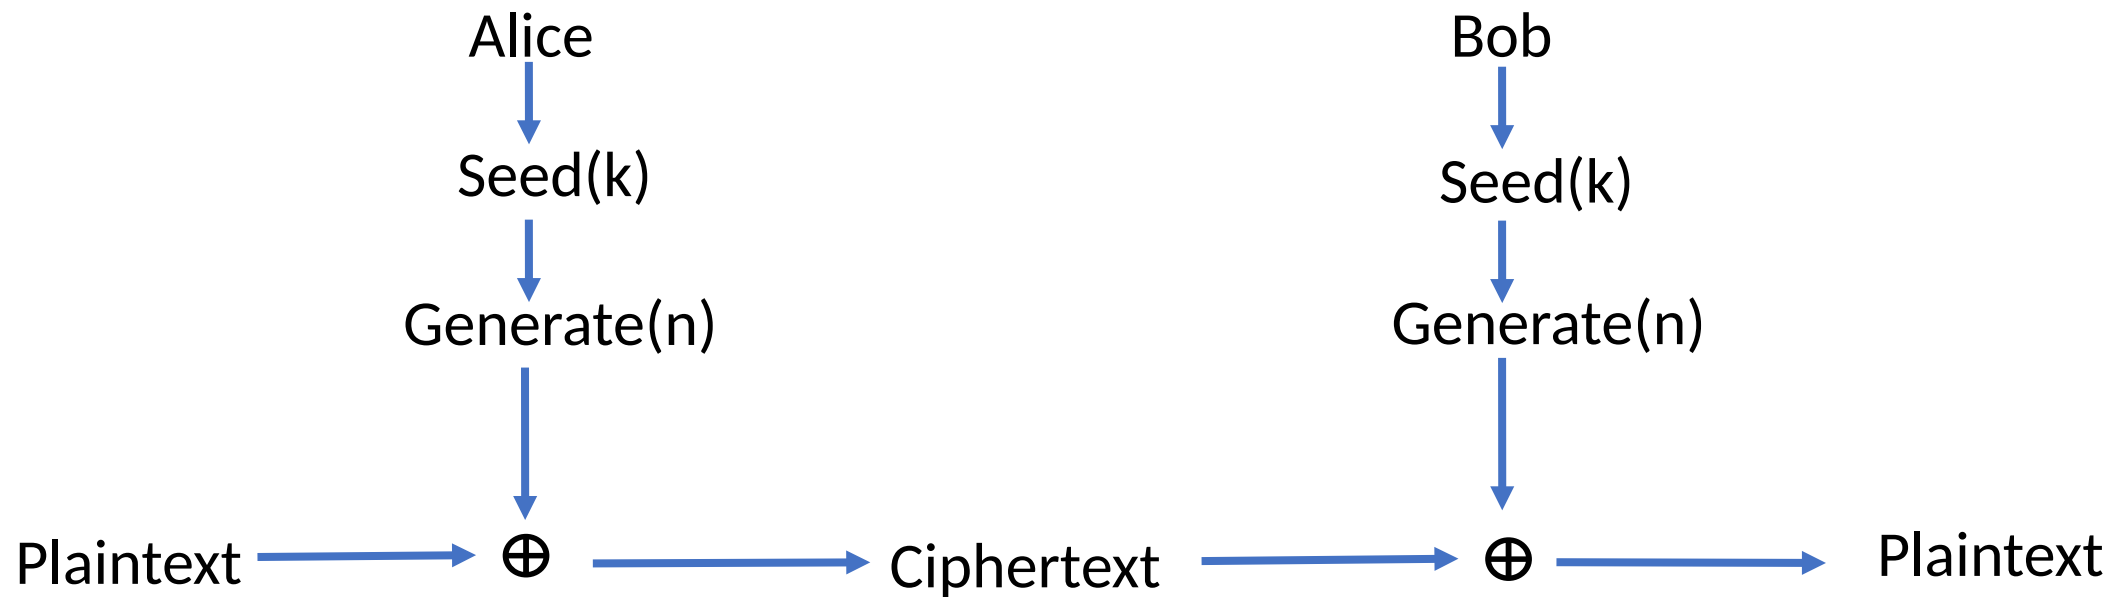 Alice
Bob
Seed(k)
Seed(k)
Generate(n)
Generate(n)
Plaintext
⊕
Ciphertext
⊕
Plaintext